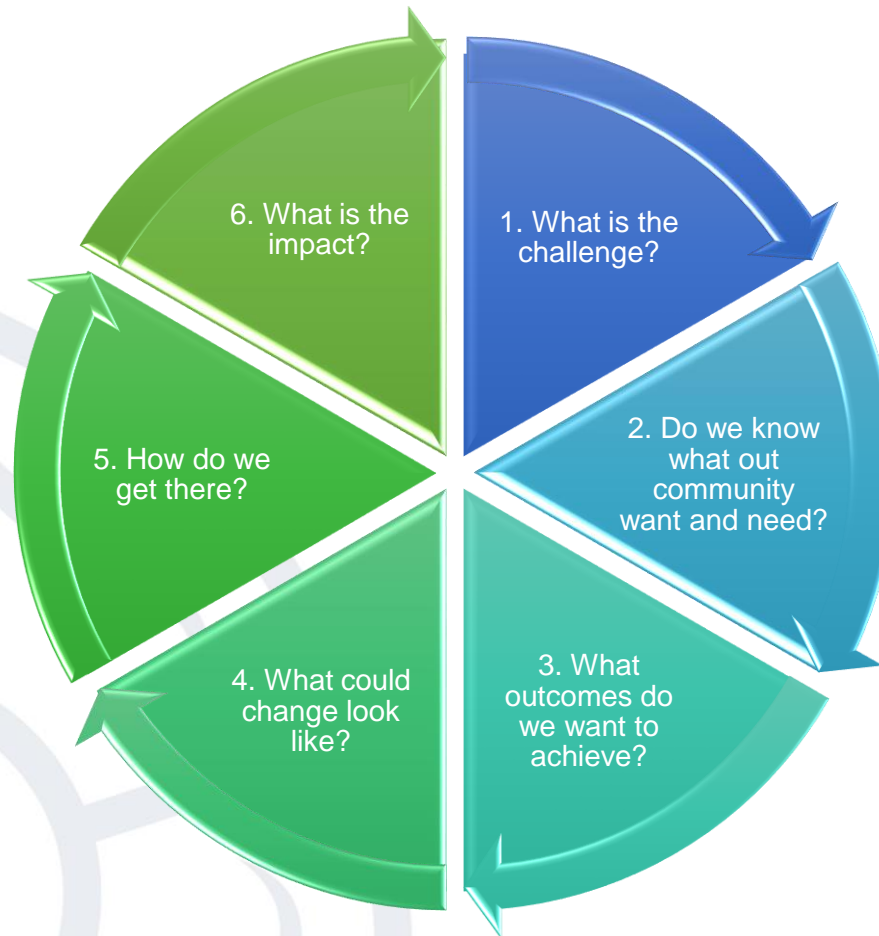 1. What is the
challenge?
2. Do we know
what out
community
want and need?
3. What
outcomes do
we want to
achieve?
4. What could
change look
like?
5. How do we
get there?
6. What is the
impact?